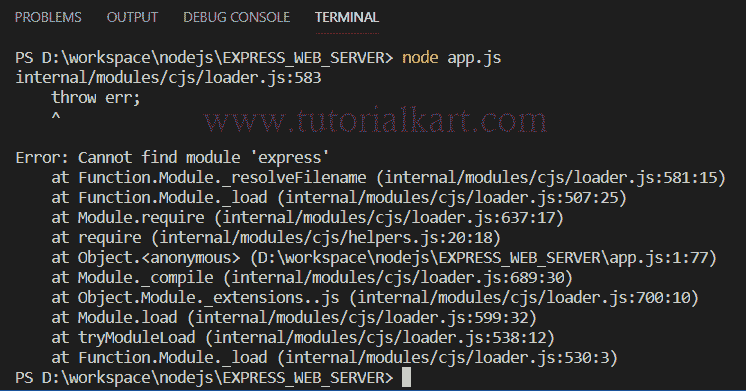 PROBLEMS OUTPUT DEBUG CONSOLE TERMINAL
PS D:\workspace\nodejs\EXPRESS_WEB_SERVER> node app.js
internal/modules/cjs/loader.js:583
    throw err;
    ^
www.tutorialkart.com
Error: Cannot find module 'express'
    at Function.Module._resolveFilename (internal/modules/cjs/loader.js:581:15)
    at Function.Module._load (internal/modules/cjs/loader.js:507:25)
    at Module.require (internal/modules/cjs/loader.js:637:17)
    at require (internal/modules/cjs/helpers.js:20:18)
    at Object.<anonymous> (D:\workspace\nodejs\EXPRESS_WEB_SERVER\app.js:1:77)
    at Module._compile (internal/modules/cjs/loader.js:689:30)
    at Object.Module._extensions..js (internal/modules/cjs/loader.js:700:10)
    at Module.load (internal/modules/cjs/loader.js:599:32)
    at tryModuleLoad (internal/modules/cjs/loader.js:538:12)
    at Function.Module._load (internal/modules/cjs/loader.js:530:3)
PS D:\workspace\nodejs\EXPRESS_WEB_SERVER>